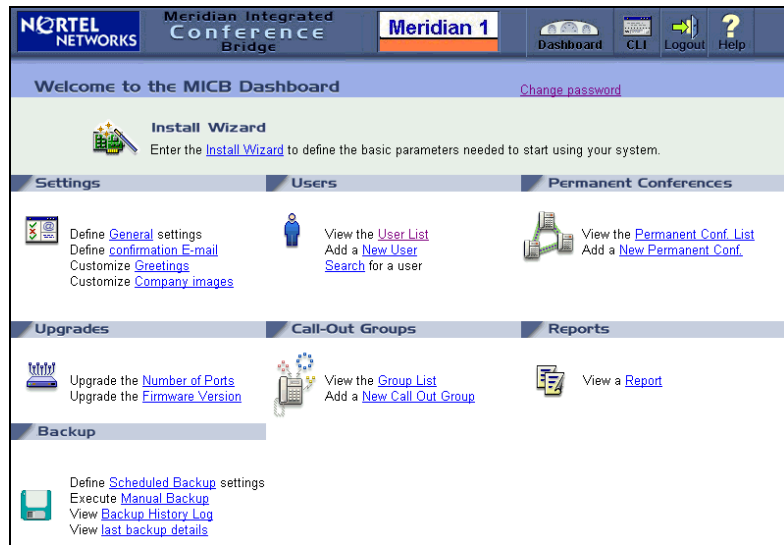 NORTEL
NETWORKS
Meridian Integrated
Conference
Bridge
Meridian 1
Dashboard
CLI
Logout
Help
Welcome to the MICB Dashboard
Change password
Install Wizard
Enter the Install Wizard to define the basic parameters needed to start using your system.
Settings
Define General settings
Define confirmation E-mail
Customize Greetings
Customize Company images
Users
View the User List
Add a New User
Search for a user
Permanent Conferences
View the Permanent Conf. List
Add a New Permanent Conf.
Upgrades
Upgrade the Number of Ports
Upgrade the Firmware Version
Call-Out Groups
View the Group List
Add a New Call Out Group
Reports
View a Report
Backup
Define Scheduled Backup settings
Execute Manual Backup
View Backup History Log
View last backup details